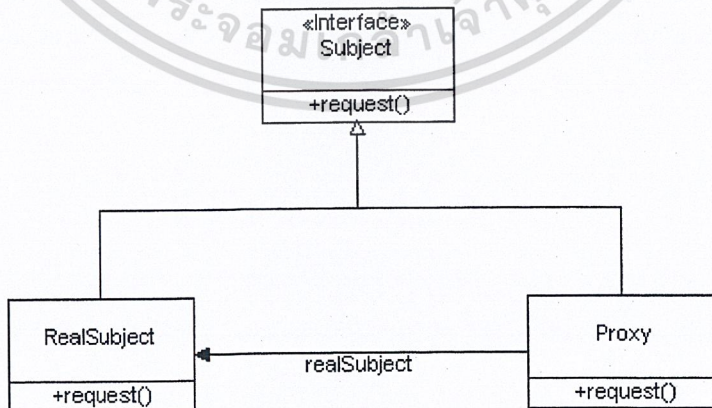 «Interface»
Subject
+request()
RealSubject
+request()
realSubject
Proxy
+request()